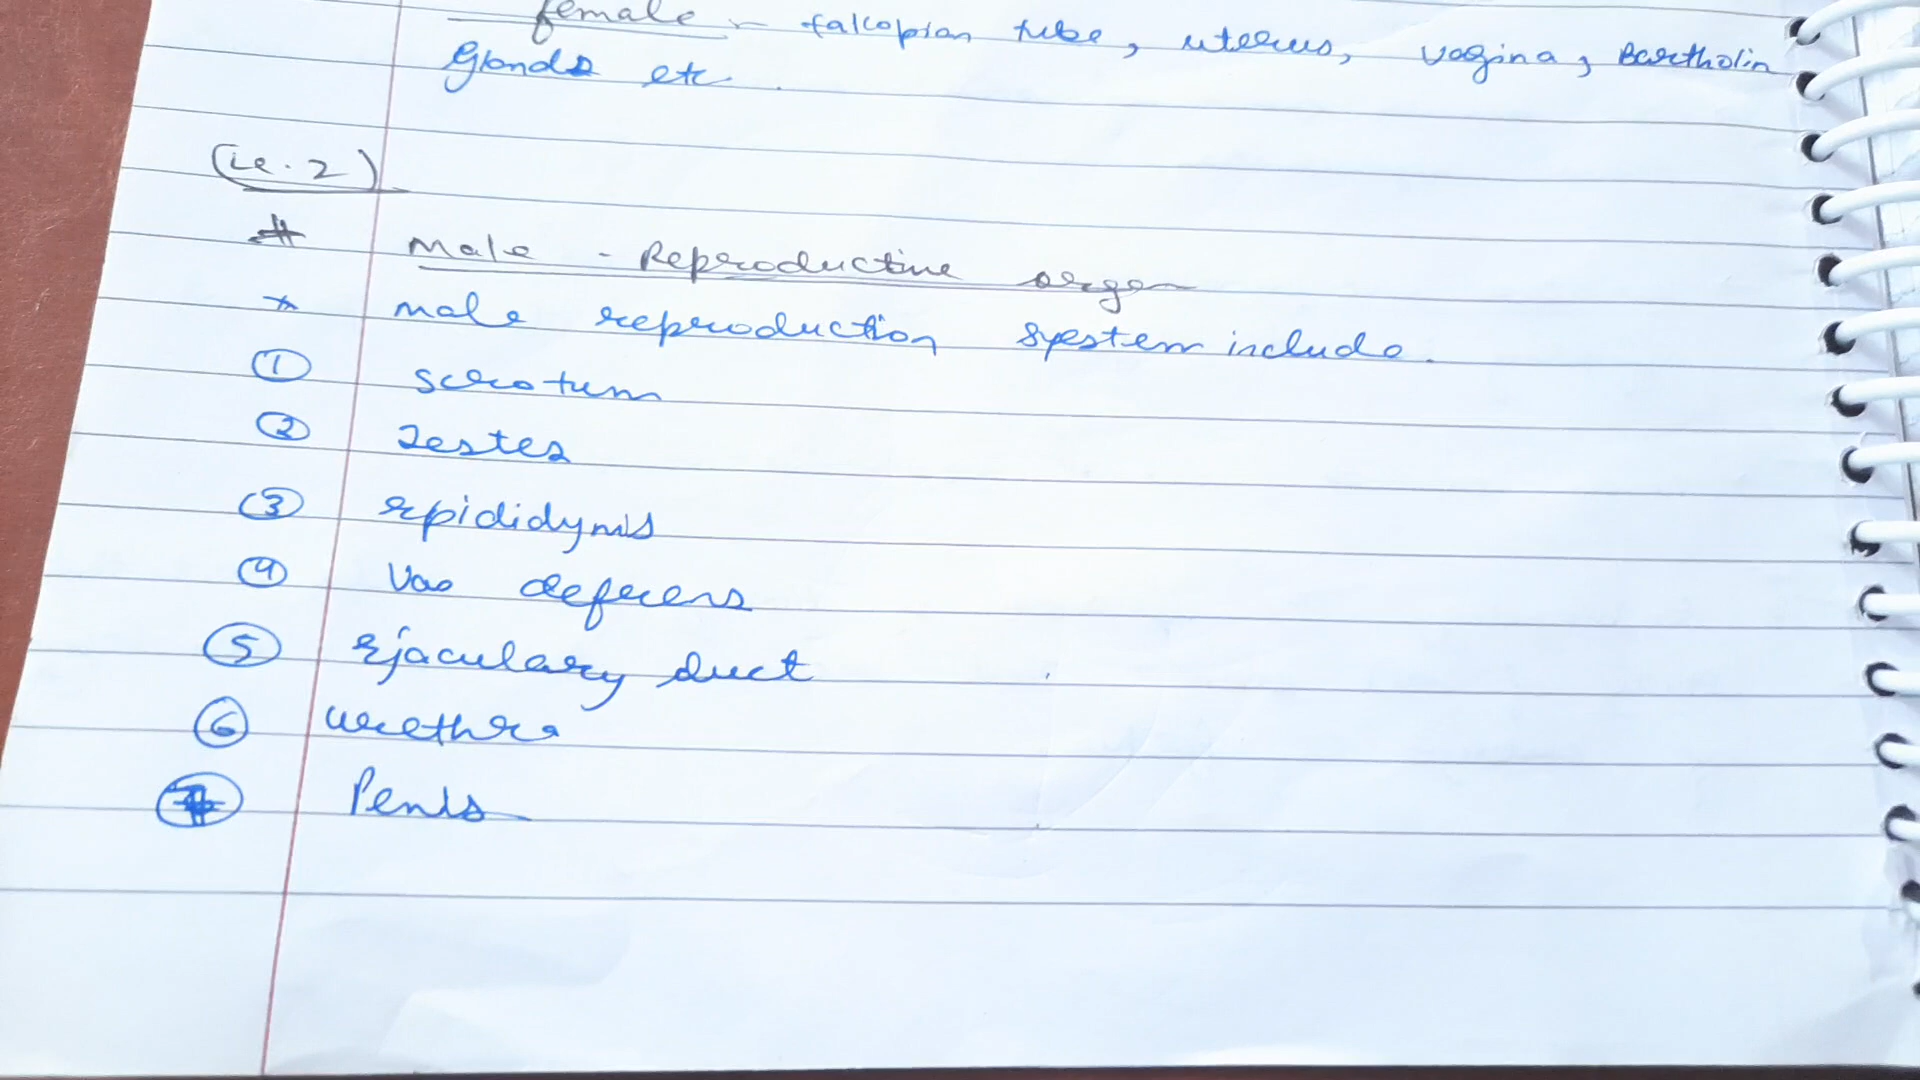 female - falcopian tube, uterus, vagina, Bartholin
Glands etc.
(Le. 2)
# Male - Reproductive organ
* male reproduction system include.
① scrotum
② Testes
③ epididymis
④ Vas deferens
⑤ ejaculary duct
⑥ urethra
⑦ Penis